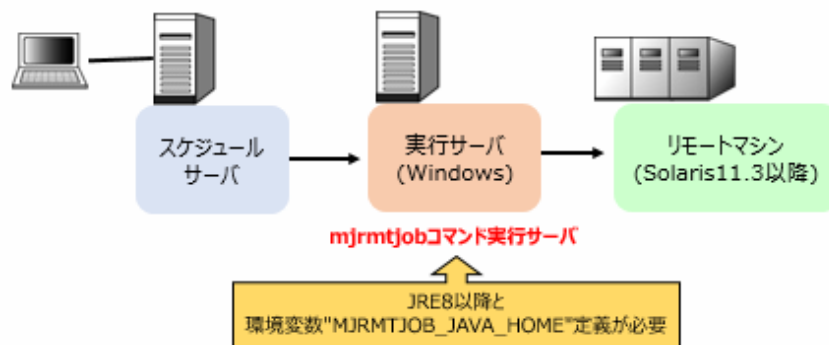 スケジュール
サーバ
実行サーバ
(Windows)
リモートマシン
(Solaris11.3以降)
mjrmtjobコマンド実行サーバ
JRE8以降と
環境変数"MJRMTJOB_JAVA_HOME"定義が必要